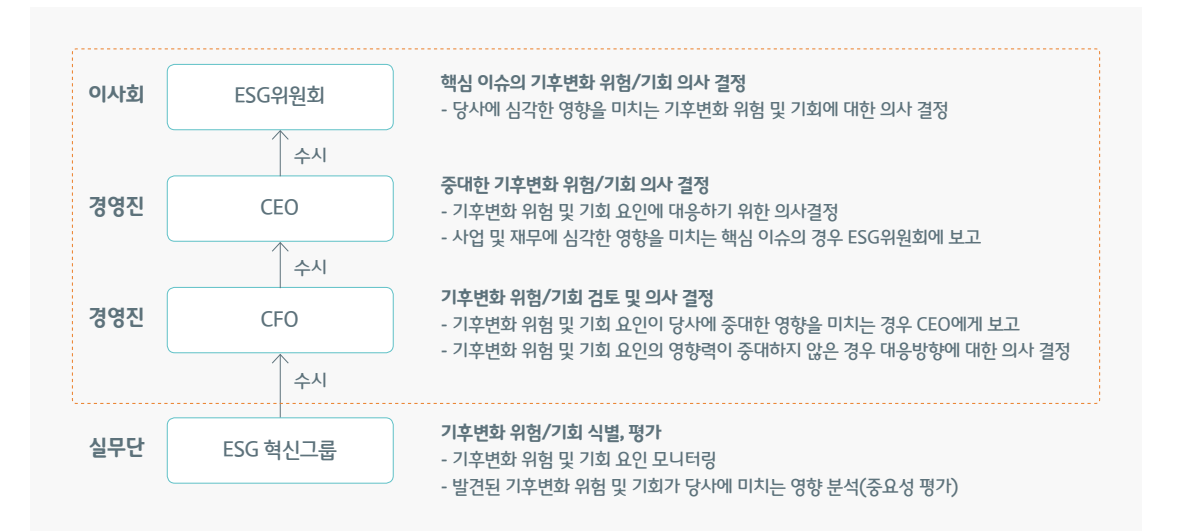 이사회
ESG위원회
핵심 이슈의 기후변화 위험/기회 의사 결정
- 당사에 심각한 영향을 미치는 기후변화 위험 및 기회에 대한 의사 결정
수시
경영진
CEO
중대한 기후변화 위험/기회 의사 결정
- 기후변화 위험 및 기회 요인에 대응하기 위한 의사결정
- 사업 및 재무에 심각한 영향을 미치는 핵심 이슈의 경우 ESG위원회에 보고
수시
경영진
CFO
기후변화 위험/기회 검토 및 의사 결정
- 기후변화 위험 및 기회 요인이 당사에 중대한 영향을 미치는 경우 CEO에게 보고
- 기후변화 위험 및 기회 요인의 영향력이 중대하지 않은 경우 대응방향에 대한 의사 결정
수시
실무단
ESG 혁신그룹
기후변화 위험/기회 식별, 평가
- 기후변화 위험 및 기회 요인 모니터링
- 발견된 기후변화 위험 및 기회가 당사에 미치는 영향 분석(중요성 평가)